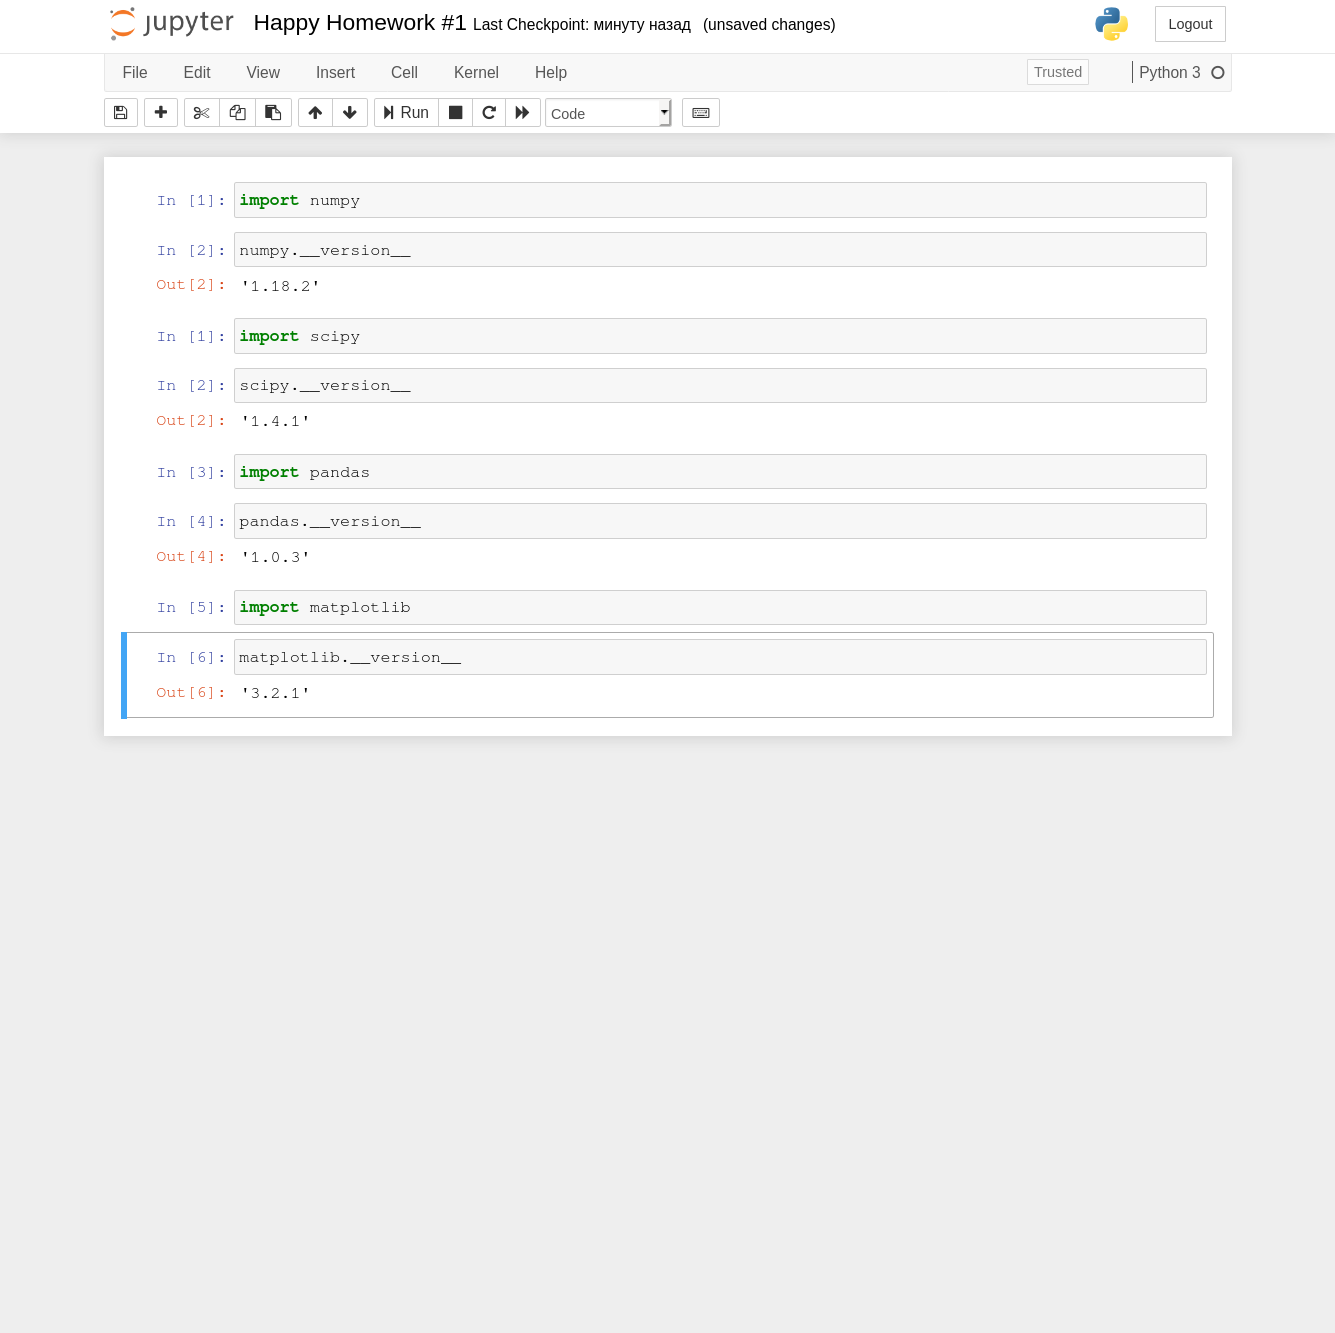 jupyter Happy Homework #1 Last Checkpoint: минуту назад (unsaved changes) Logout
File Edit View Insert Cell Kernel Help Trusted Python 3
Run Code
In [1]: import numpy
In [2]: numpy.__version__
Out[2]: '1.18.2'
In [1]: import scipy
In [2]: scipy.__version__
Out[2]: '1.4.1'
In [3]: import pandas
In [4]: pandas.__version__
Out[4]: '1.0.3'
In [5]: import matplotlib
In [6]: matplotlib.__version__
Out[6]: '3.2.1'